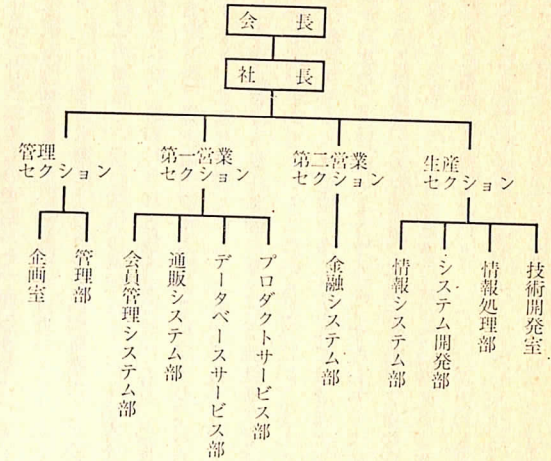 会長
社長
管理
セクション
第一営業
セクション
第二営業
セクション
生産
セクション
企画室
管理部
会員管理システム部
通販システム部
データベースサービス部
プロダクトサービス部
金融システム部
情報システム部
システム開発部
情報処理部
技術開発室